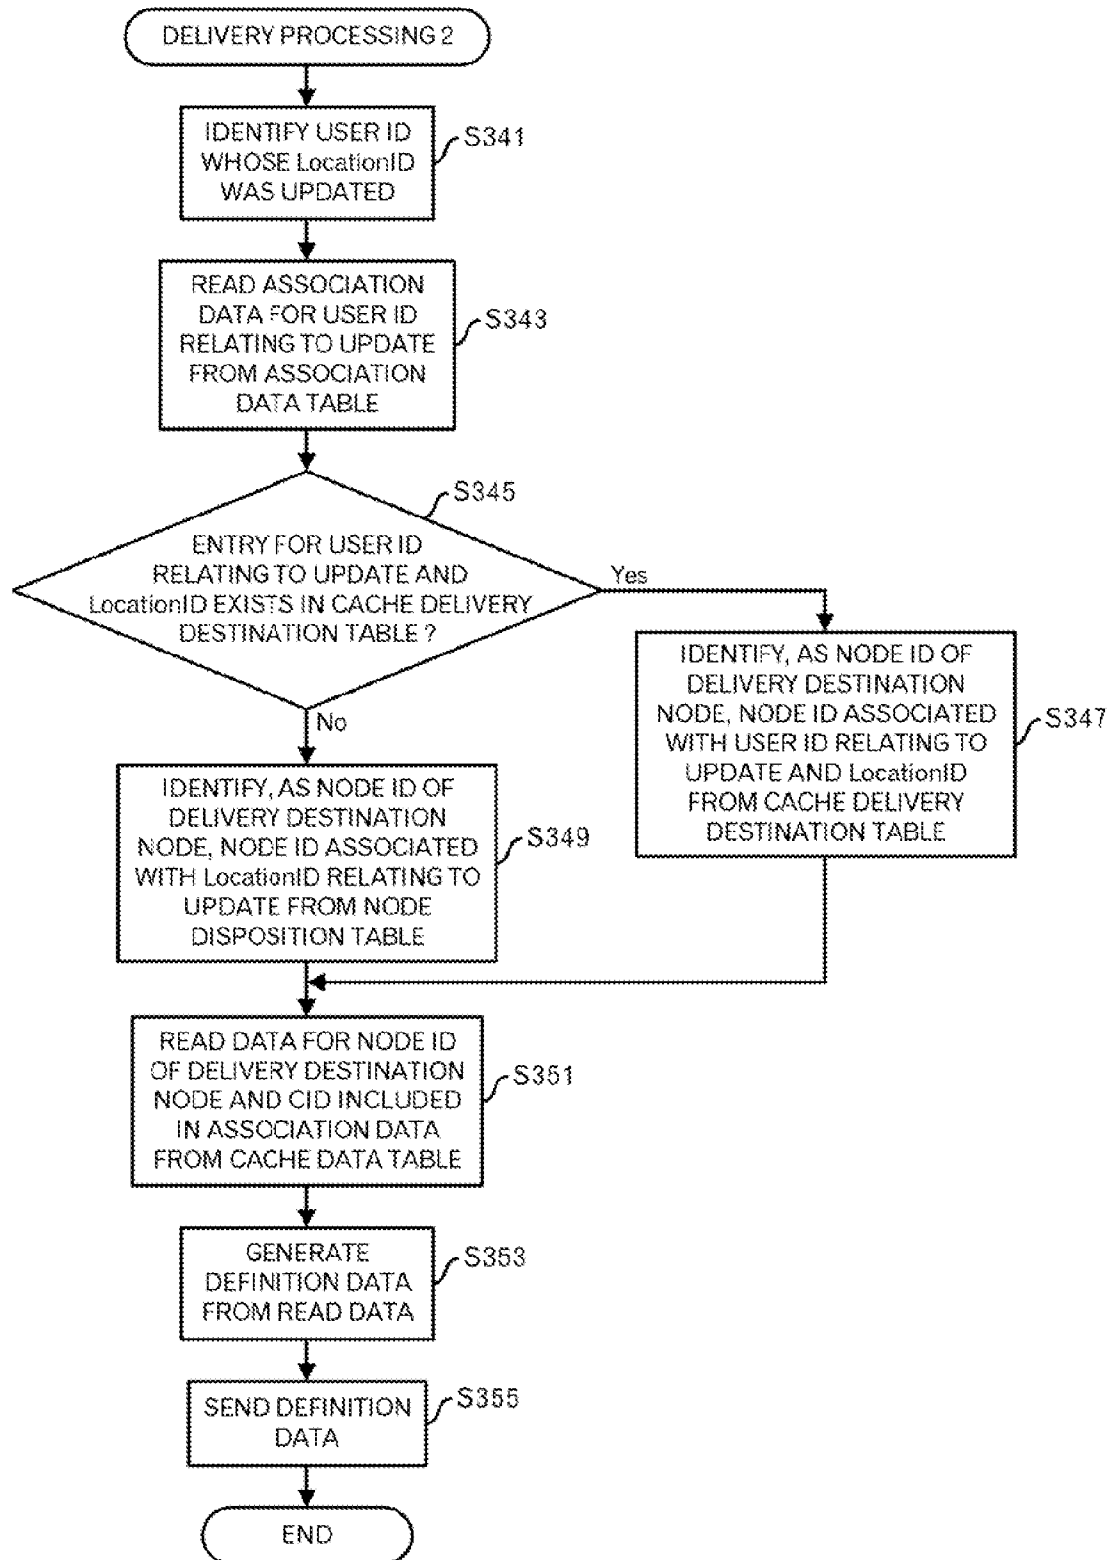 DELIVERY PROCESSING 2
IDENTIFY USER ID
WHOSE LocationID
WAS UPDATED
S341
READ ASSOCIATION
DATA FOR USER ID
RELATING TO UPDATE
FROM ASSOCIATION
DATA TABLE
S343
S345
ENTRY FOR USER ID
RELATING TO UPDATE AND
LocationID EXISTS IN CACHE DELIVERY
DESTINATION TABLE ?
Yes
No
IDENTIFY, AS NODE ID OF
DELIVERY DESTINATION
NODE, NODE ID ASSOCIATED
WITH USER ID RELATING TO
UPDATE AND LocationID
FROM CACHE DELIVERY
DESTINATION TABLE
S347
IDENTIFY, AS NODE ID OF
DELIVERY DESTINATION
NODE, NODE ID ASSOCIATED
WITH LocationID RELATING TO
UPDATE FROM NODE
DISPOSITION TABLE
S349
READ DATA FOR NODE ID
OF DELIVERY DESTINATION
NODE AND CID INCLUDED
IN ASSOCIATION DATA
FROM CACHE DATA TABLE
S351
GENERATE
DEFINITION DATA
FROM READ DATA
S353
SEND DEFINITION
DATA
S355
END